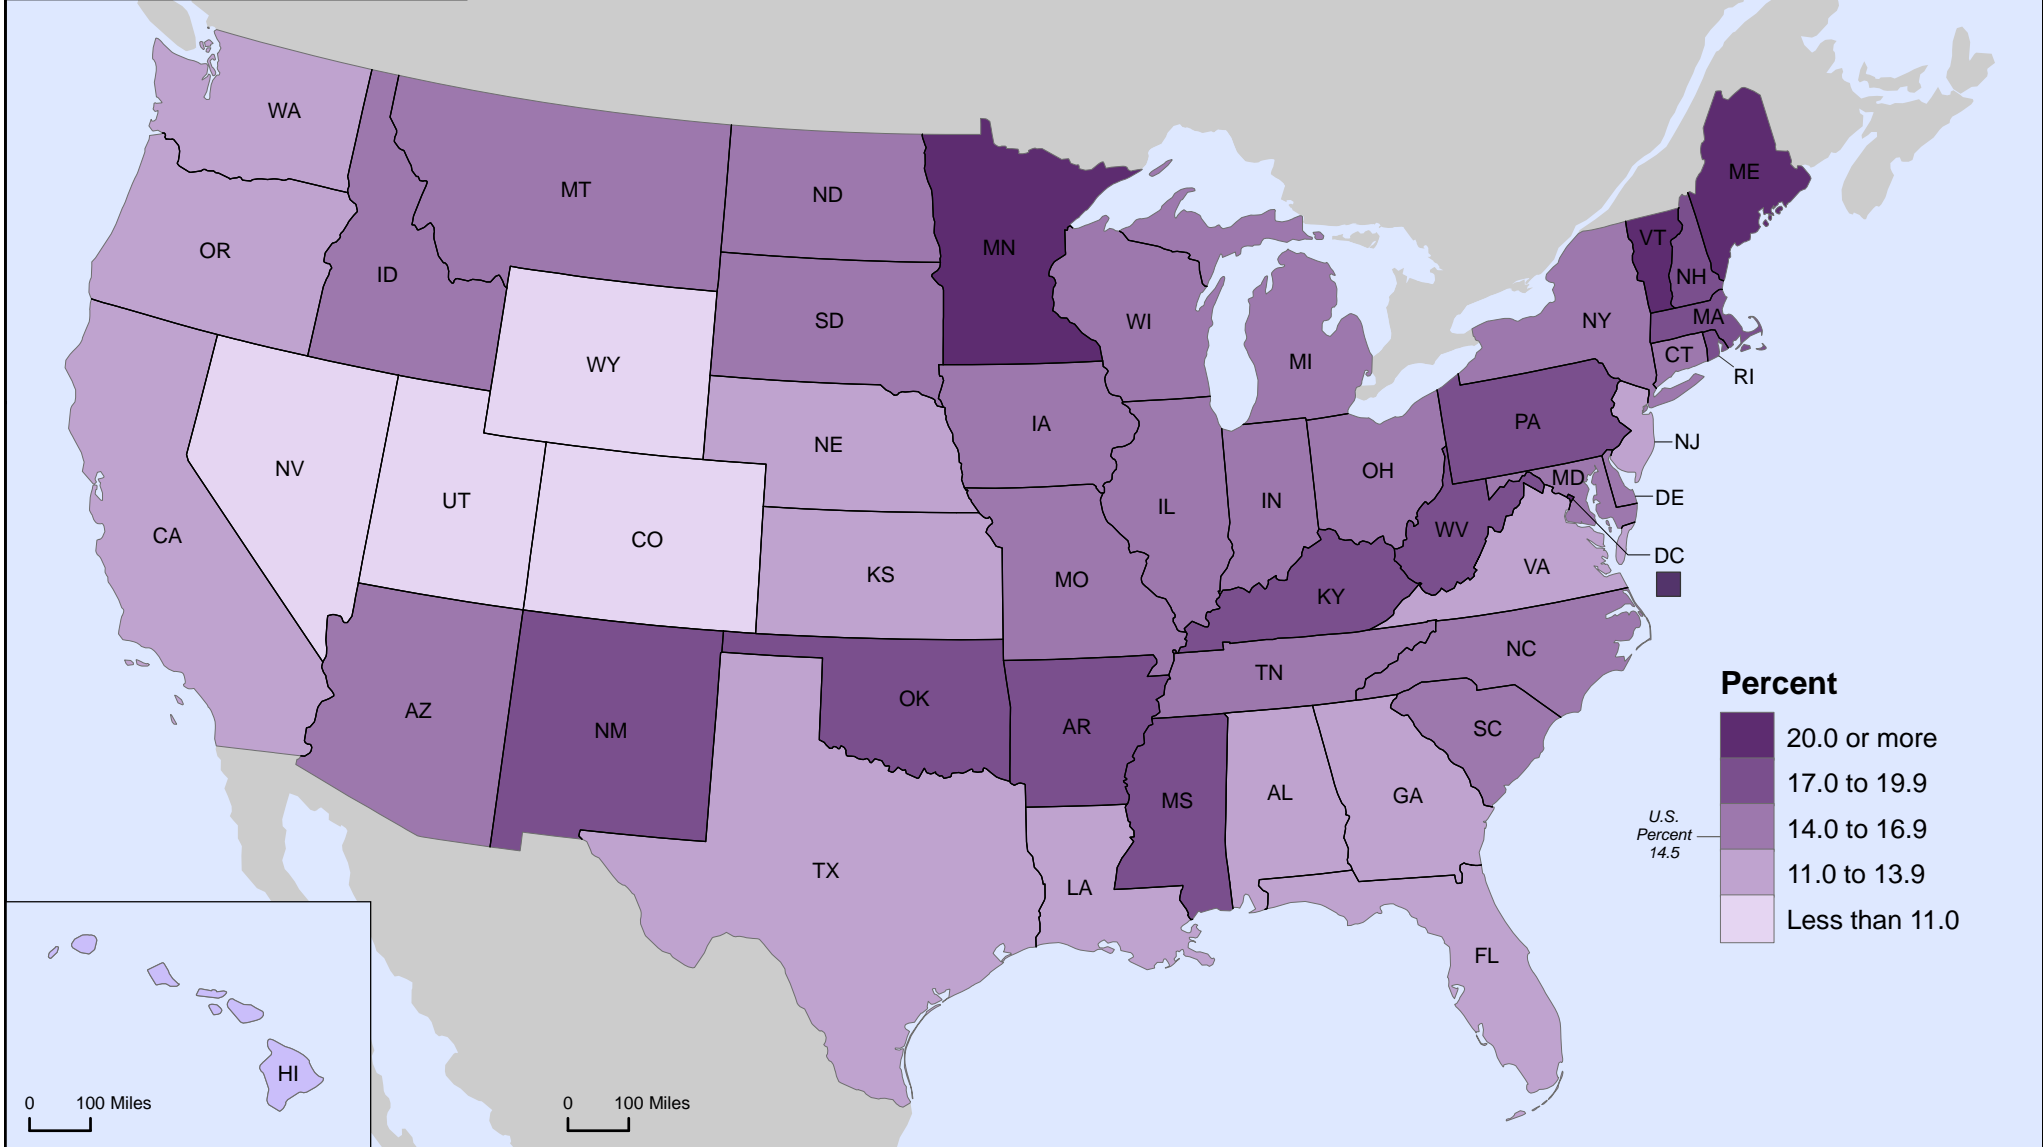 WA
OR
CA
NV
ID
MT
WY
UT
CO
AZ
NM
ND
SD
NE
KS
OK
TX
MN
IA
MO
AR
LA
WI
IL
MI
IN
OH
KY
TN
MS
AL
GA
FL
SC
NC
VA
WV
PA
NY
VT
NH
ME
MA
CT
RI
NJ
DE
MD
DC
HI
0 100 Miles
0 100 Miles
Percent
20.0 or more
17.0 to 19.9
14.0 to 16.9
11.0 to 13.9
Less than 11.0
U.S.
Percent
14.5